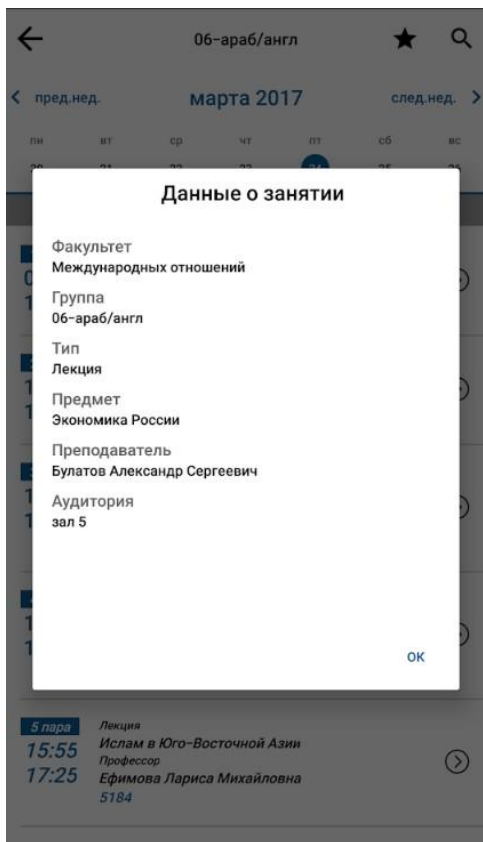 06-араб/англ
пред.нед.
марта 2017
след.нед.
пн вт ср чт пт сб вс
Данные о занятии
Факультет
Международных отношений
Группа
06-араб/англ
Тип
Лекция
Предмет
Экономика России
Преподаватель
Булатов Александр Сергеевич
Аудитория
зал 5
ОК
5 пара
Лекция
15:55
Ислам в Юго-Восточной Азии
Профессор
17:25
Ефимова Лариса Михайловна
5184